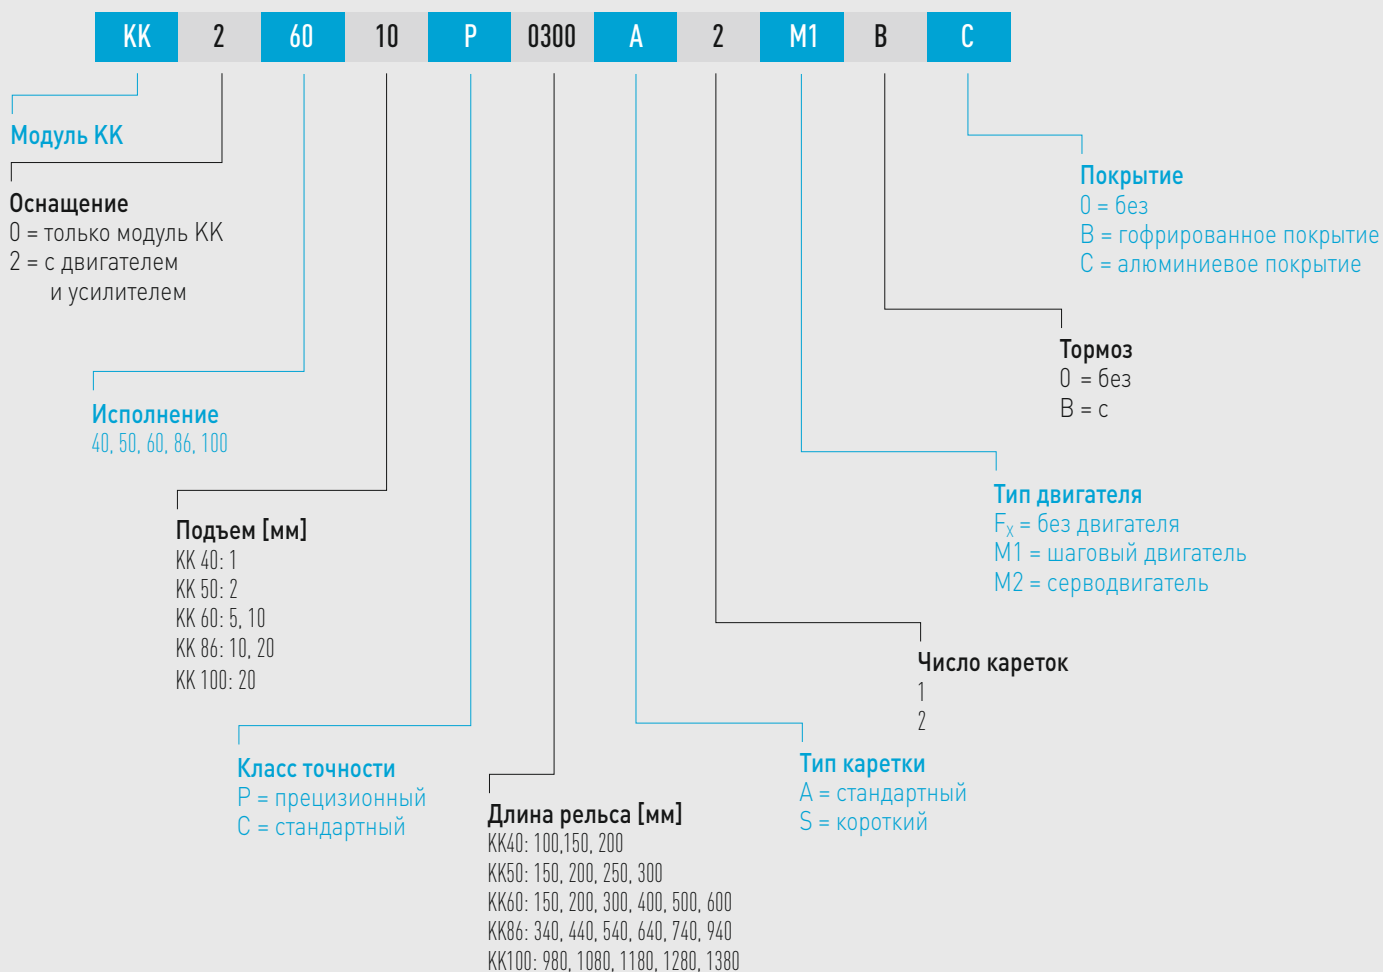 KK 2 60 10 P 0300 A 2 M1 B C
Модуль KK
Оснащение
0 = только модуль KK
2 = с двигателем
и усилителем
Исполнение
40, 50, 60, 86, 100
Подъем [мм]
KK 40: 1
KK 50: 2
KK 60: 5, 10
KK 86: 10, 20
KK 100: 20
Класс точности
P = прецизионный
C = стандартный
Длина рельса [мм]
KK40: 100,150, 200
KK50: 150, 200, 250, 300
KK60: 150, 200, 300, 400, 500, 600
KK86: 340, 440, 540, 640, 740, 940
KK100: 980, 1080, 1180, 1280, 1380
Тип каретки
A = стандартный
S = короткий
Число кареток
1
2
Тип двигателя
Fₓ = без двигателя
M1 = шаговый двигатель
M2 = серводвигатель
Тормоз
0 = без
B = с
Покрытие
0 = без
B = гофрированное покрытие
C = алюминиевое покрытие